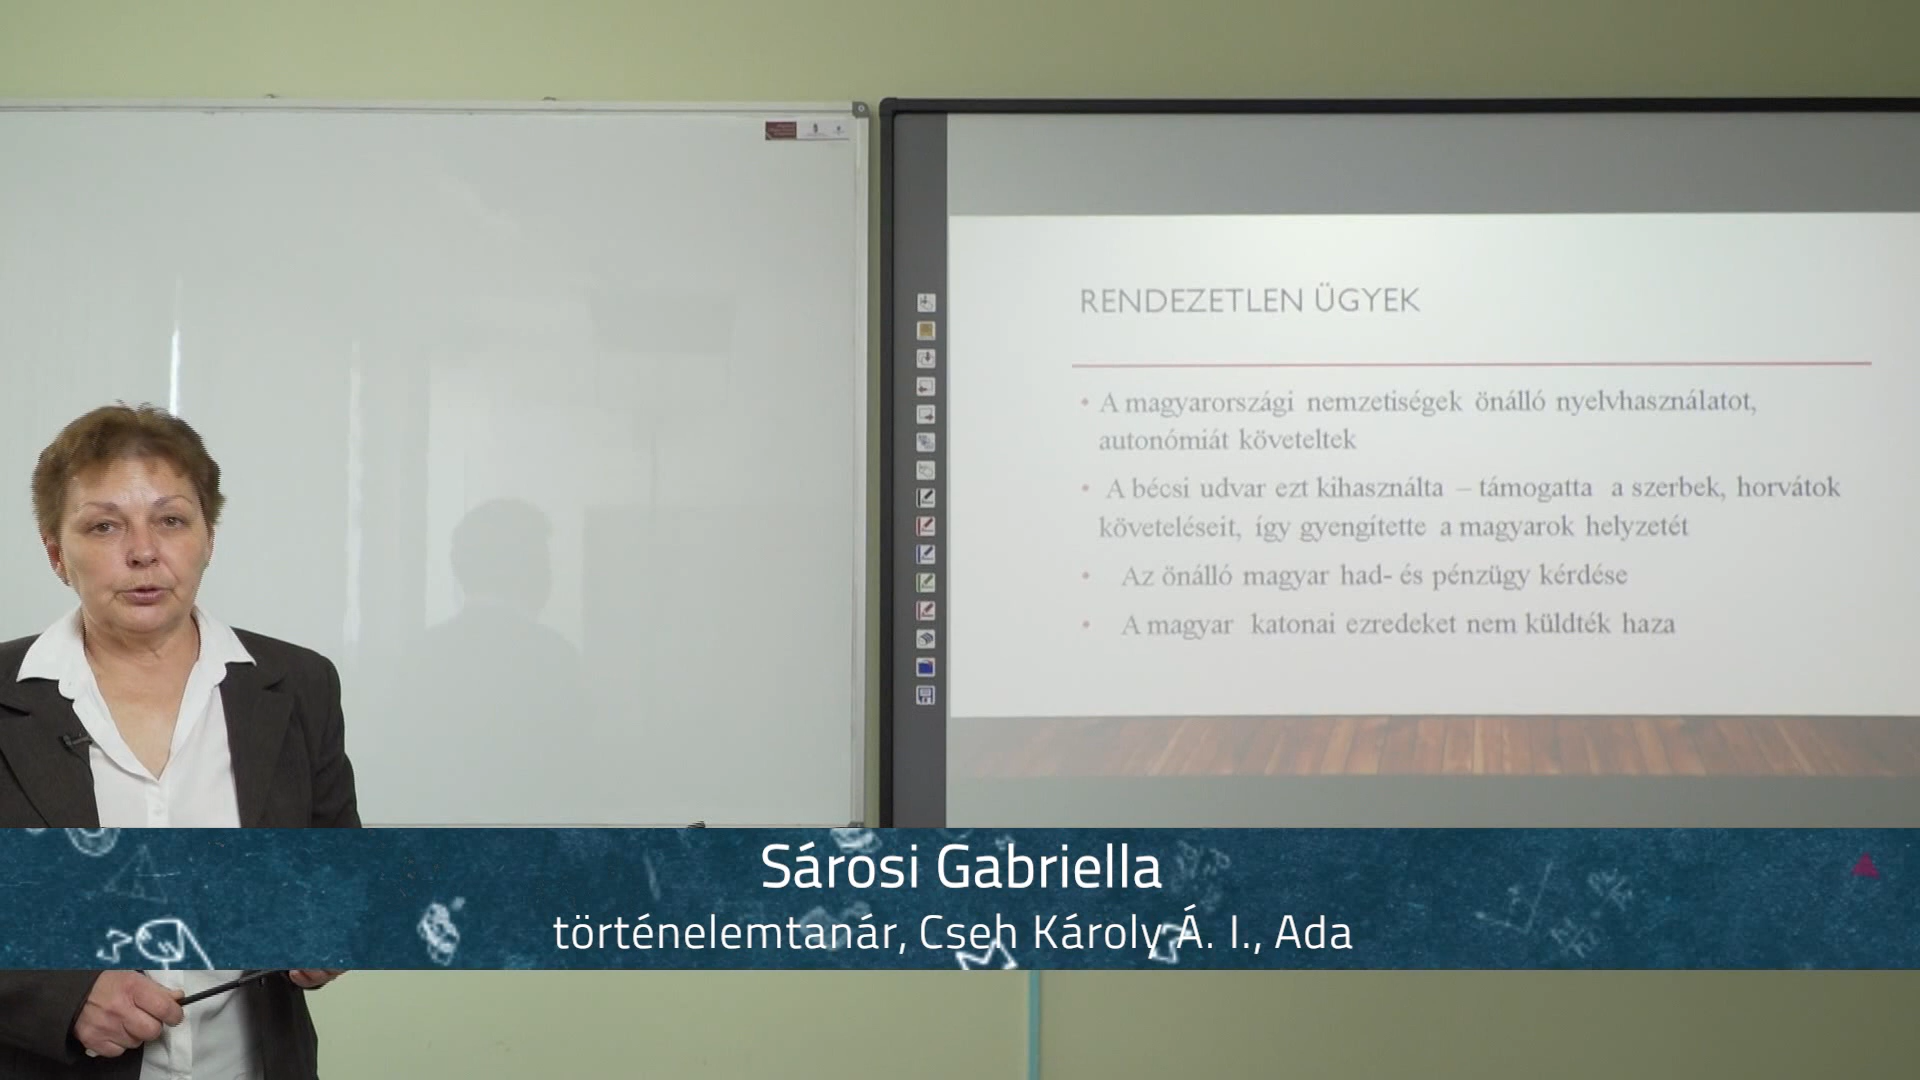 RENDEZETLEN ÜGYEK
• A magyarországi nemzetiségek önálló nyelvhasználatot,
autonómiát követeltek
• A bécsi udvar ezt kihasználta – támogatta a szerbek, horvátok
követeléseit, így gyengítette a magyarok helyzetét
• Az önálló magyar had- és pénzügy kérdése
• A magyar katonai ezredeket nem küldték haza
Sárosi Gabriella
történelemtanár, Cseh Károly Á. I., Ada